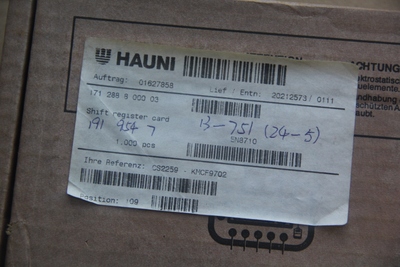 HAUNI
Auftrag: 01627858
Lief / Entn: 20212573 / 0111
171 285 9 000 03
Shift register card
SN8710
191 954 7
13-751 (24-5)
1.000 pcs
Ihre Referenz: CS2259 - KMCF9702
Position: 109
ACHTUNG